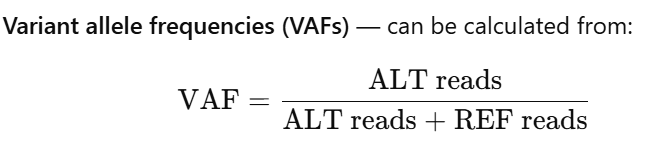 Variant allele frequencies (VAFs) — can be calculated from:
VAF = ALT reads / ALT reads + REF reads